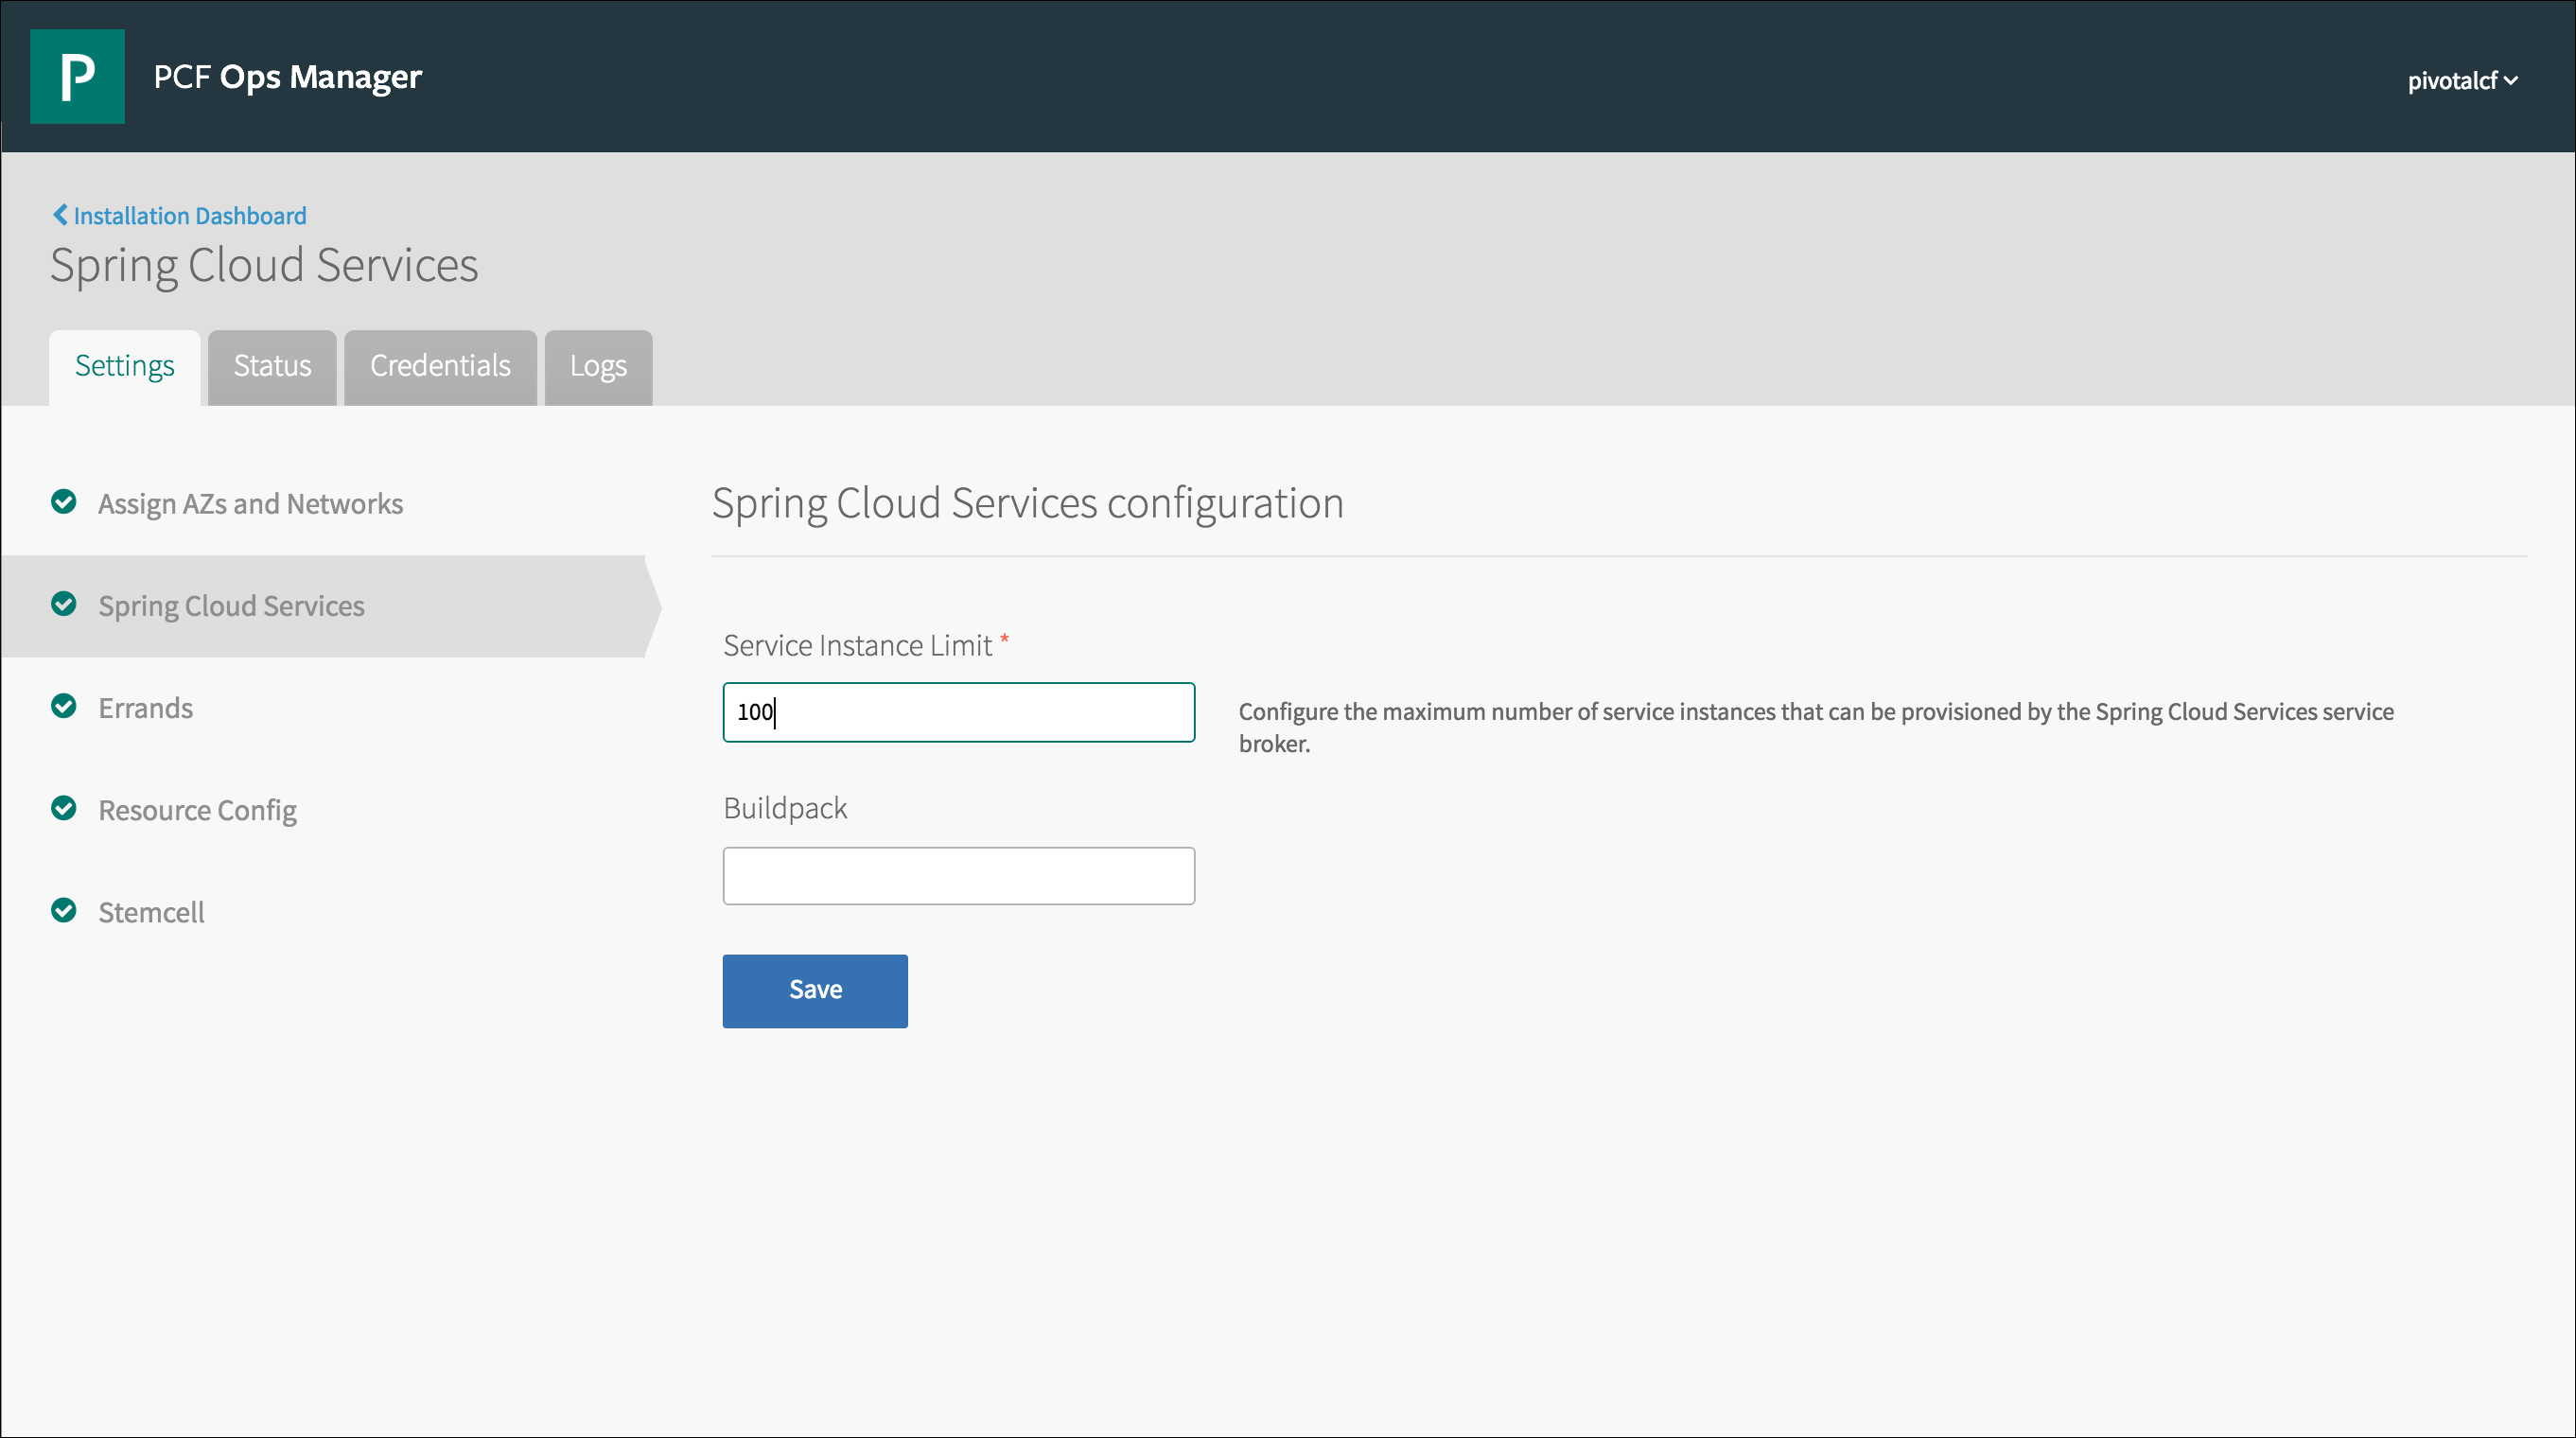 P
PCF Ops Manager
pivotalcf
Installation Dashboard
Spring Cloud Services
Settings
Status
Credentials
Logs
Assign AZs and Networks
Spring Cloud Services
Errands
Resource Config
Stemcell
Spring Cloud Services configuration
Service Instance Limit *
100
Configure the maximum number of service instances that can be provisioned by the Spring Cloud Services service
broker.
Buildpack
Save